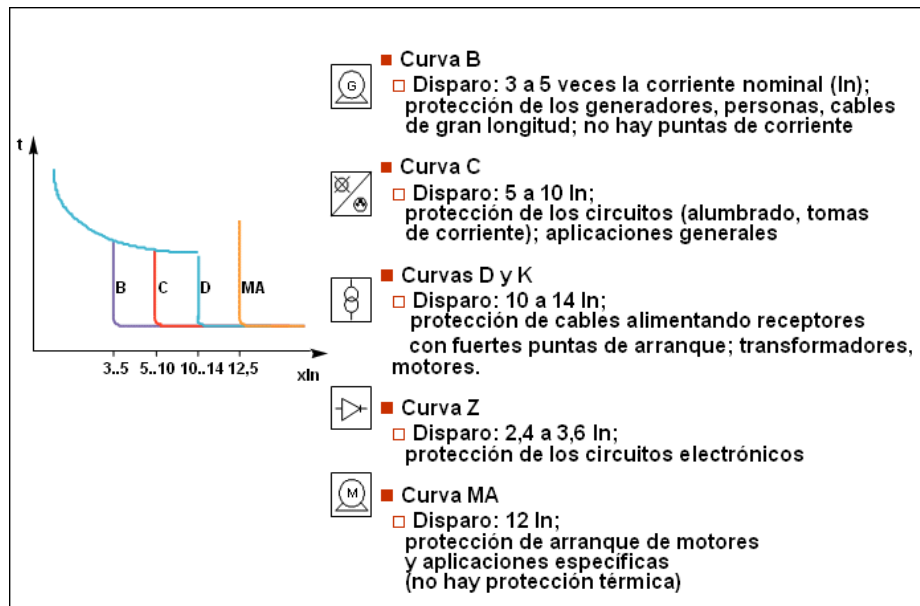 t
B
C
D
MA
3..5 5..10 10..14 12,5
xIn
G
Curva B
Disparo: 3 a 5 veces la corriente nominal (In);
protección de los generadores, personas, cables
de gran longitud; no hay puntas de corriente
Curva C
Disparo: 5 a 10 In;
protección de los circuitos (alumbrado, tomas
de corriente); aplicaciones generales
Curvas D y K
Disparo: 10 a 14 In;
protección de cables alimentando receptores
con fuertes puntas de arranque; transformadores,
motores.
Curva Z
Disparo: 2,4 a 3,6 In;
protección de los circuitos electrónicos
M
Curva MA
Disparo: 12 In;
protección de arranque de motores
y aplicaciones específicas
(no hay protección térmica)